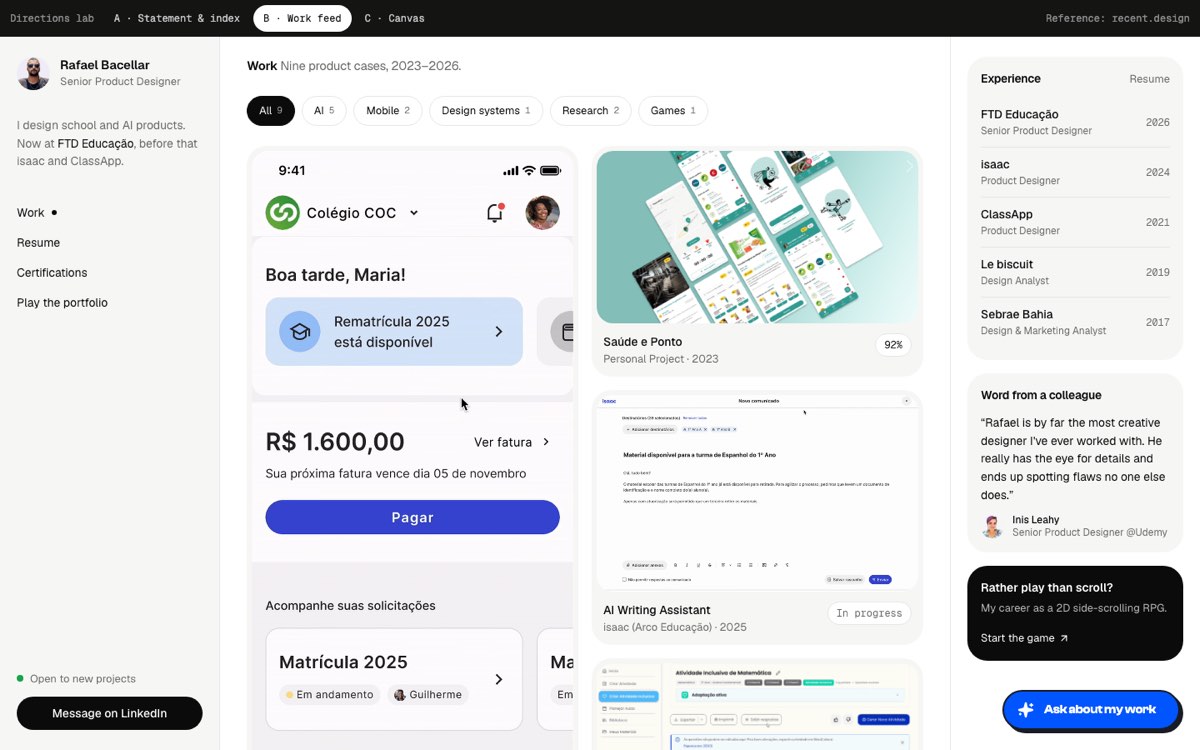 Directions lab
A · Statement & index
B · Work feed
C · Canvas
Reference: recent.design
Rafael Bacellar
Senior Product Designer
I design school and AI products.
Now at FTD Educação, before that
isaac and ClassApp.
Work
Resume
Certifications
Play the portfolio
Open to new projects
Message on LinkedIn
Work Nine product cases, 2023–2026.
All 9
AI 5
Mobile 2
Design systems 1
Research 2
Games 1
9:41
Colégio COC
Boa tarde, Maria!
Rematrícula 2025
está disponível
R$ 1.600,00
Ver fatura
Sua próxima fatura vence dia 05 de novembro
Pagar
Acompanhe suas solicitações
Matrícula 2025
Em andamento
Guilherme
Ma
Em
Saúde e Ponto
Personal Project · 2023
92%
isaac
Novo comunicado
Material disponível para a turma de Espanhol do 1º Ano
AI Writing Assistant
isaac (Arco Educação) · 2025
In progress
Atividade Inclusiva de Matemática
Adaptação ativa
Experience
Resume
FTD Educação
Senior Product Designer
2026
isaac
Product Designer
2024
ClassApp
Product Designer
2021
Le biscuit
Design Analyst
2019
Sebrae Bahia
Design & Marketing Analyst
2017
Word from a colleague
“Rafael is by far the most creative
designer I’ve ever worked with. He
really has the eye for details and
ends up spotting flaws no one else
does.”
Inis Leahy
Senior Product Designer @Udemy
Rather play than scroll?
My career as a 2D side-scrolling RPG.
Start the game
Ask about my work